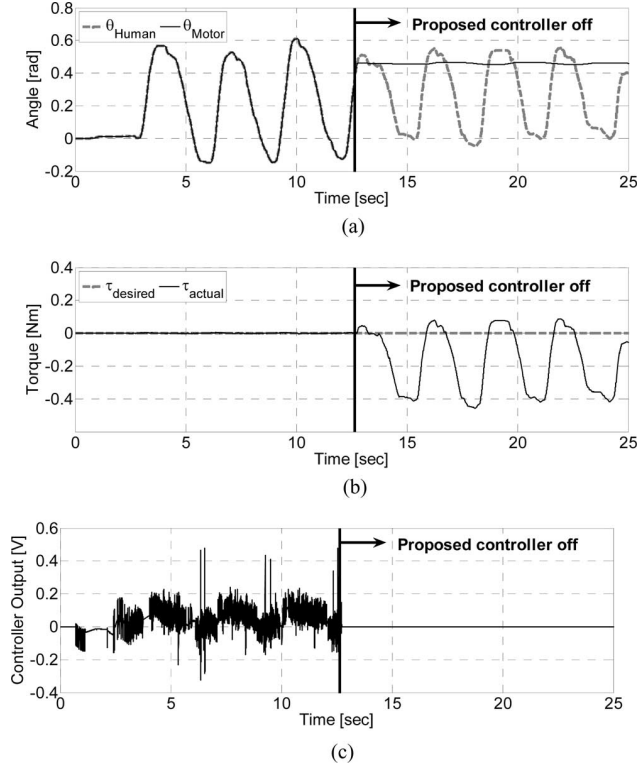 θHuman θMotor
Proposed controller off
Angle [rad]
0.8
0.6
0.4
0.2
0
-0.2
0 5 10 15 20 25
Time [sec]
(a)
τdesired τactual
Proposed controller off
Torque [Nm]
0.4
0.2
0
-0.2
-0.4
0 5 10 15 20 25
Time [sec]
(b)
Proposed controller off
Controller Output [V]
0.6
0.4
0.2
0
-0.2
-0.4
0 5 10 15 20 25
Time [sec]
(c)